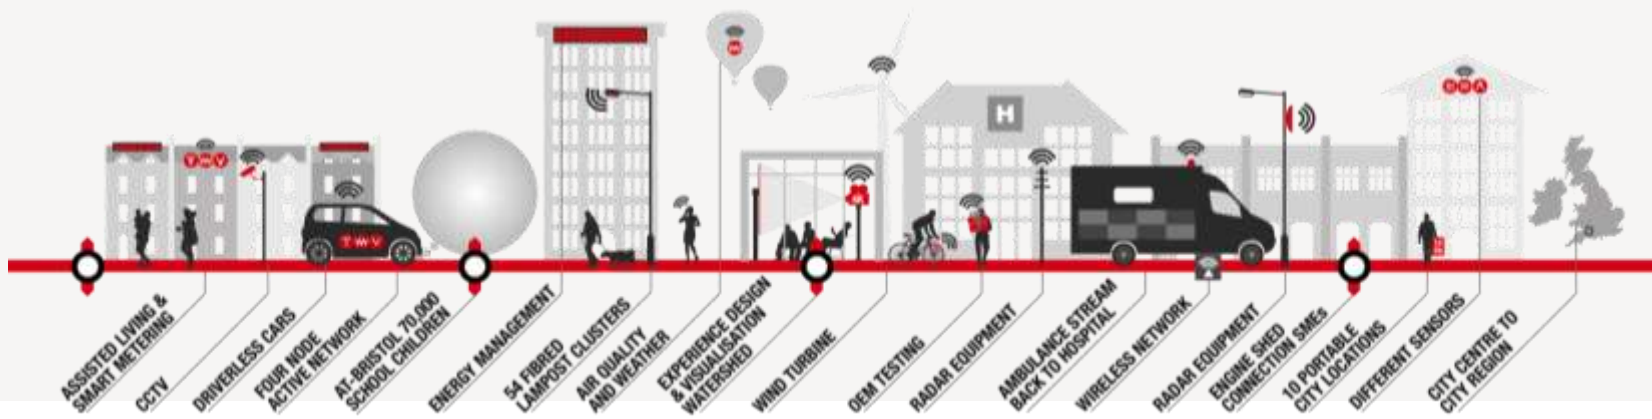 TMV
H
ERA
TMV
ASSISTED LIVING &
SMART METERING
CCTV
DRIVERLESS CARS
FOUR NODE
ACTIVE NETWORK
AT-BRISTOL 70,000
SCHOOL CHILDREN
ENERGY MANAGEMENT
54 FIBRED
LAMPOST CLUSTERS
AIR QUALITY
AND WEATHER
EXPERIENCE DESIGN
& VISUALISATION
WATERSHED
WIND TURBINE
OEM TESTING
RADAR EQUIPMENT
AMBULANCE STREAM
BACK TO HOSPITAL
WIRELESS NETWORK
RADAR EQUIPMENT
ENGINE SHED
CONNECTION SMEs
10 PORTABLE
CITY LOCATIONS
DIFFERENT SENSORS
CITY CENTRE TO
CITY REGION